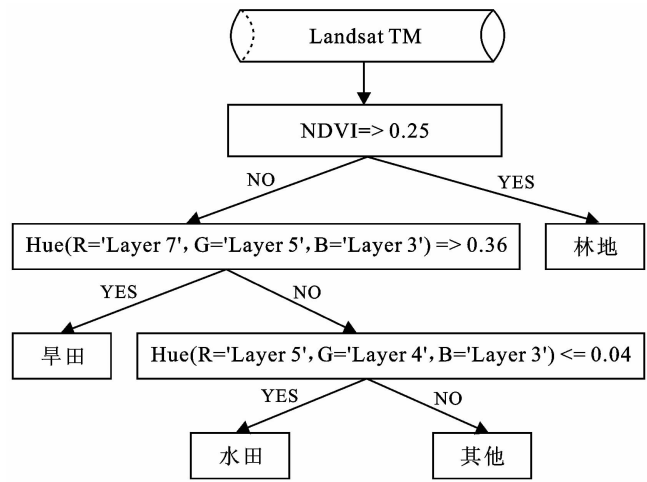 Landsat TM
NDVI=> 0.25
NO
YES
Hue(R='Layer 7', G='Layer 5', B='Layer 3') => 0.36
林地
YES
NO
旱田
Hue(R='Layer 5', G='Layer 4', B='Layer 3') <= 0.04
YES
NO
水田
其他